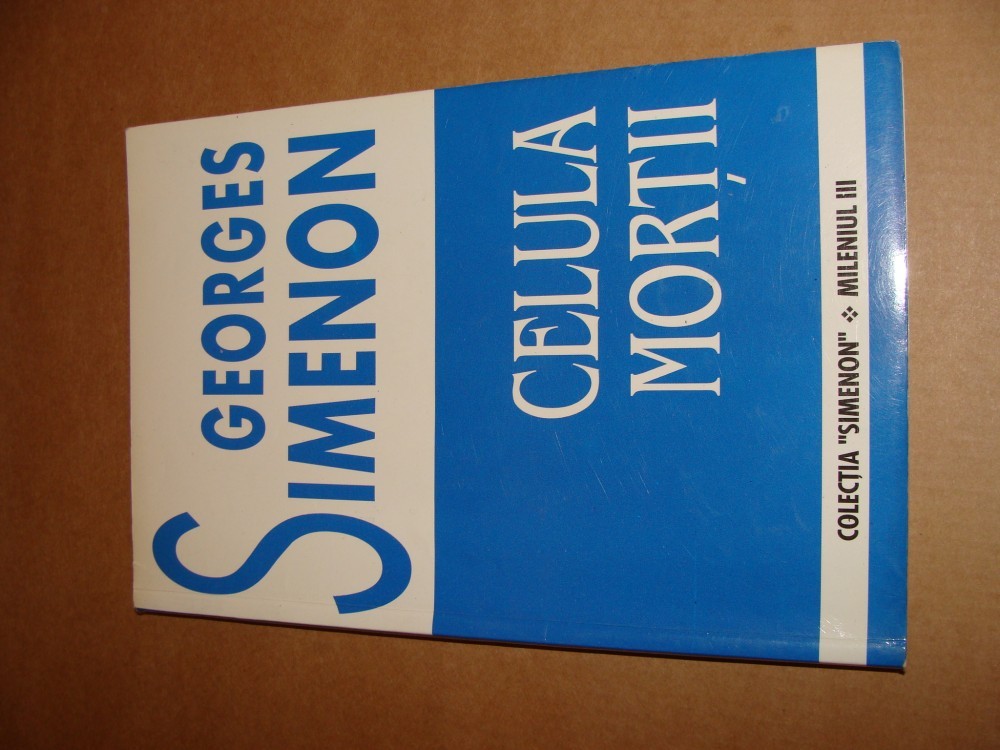 GEORGES
SIMENON
CELULA
MORȚII
COLECȚIA "SIMENON" ❖ MILENIUL III